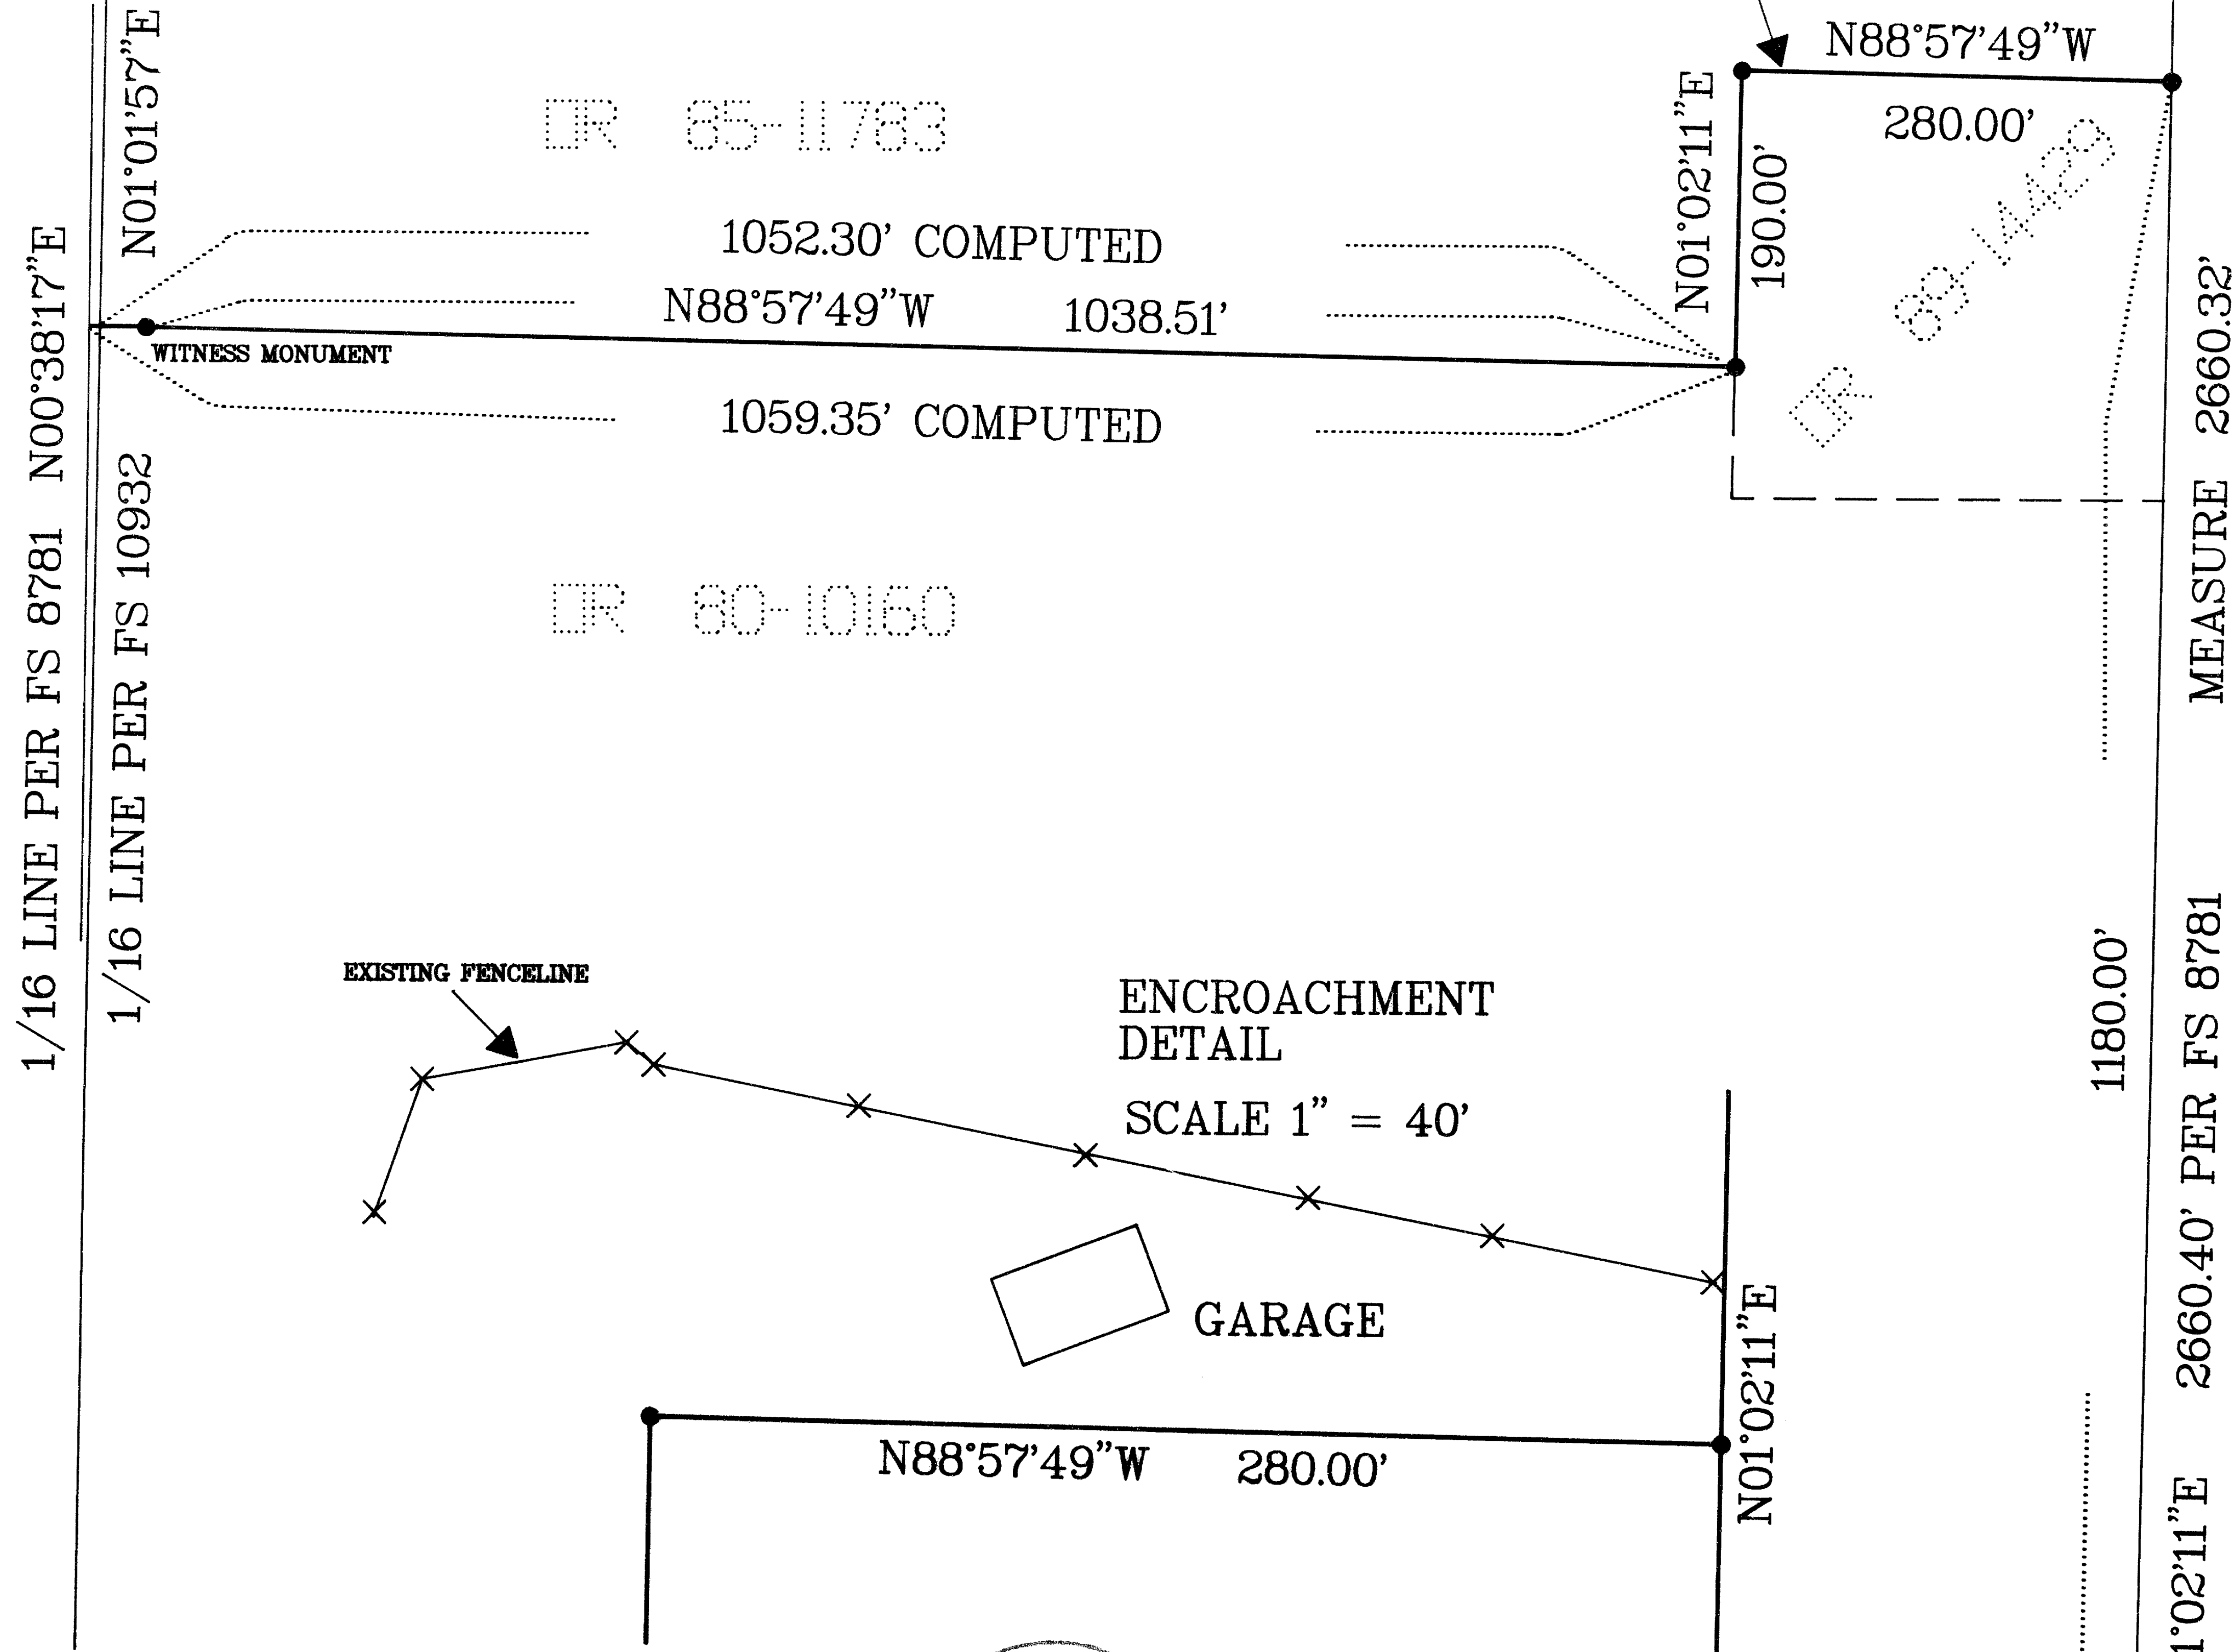 N01°01'57"E
N88°57'49"W
280.00'
N01°02'11"E
190.00'
DR 85-11783
1052.30' COMPUTED
N88°57'49"W 1038.51'
WITNESS MONUMENT
1059.35' COMPUTED
1/16 LINE PER FS 8781 N00°38'17"E
1/16 LINE PER FS 10932
MEASURE 2660.32'
DR 80-10160
EXISTING FENCELINE
ENCROACHMENT
DETAIL
SCALE 1" = 40'
1180.00'
2660.40' PER FS 8781
GARAGE
N01°02'11"E
N88°57'49"W 280.00'
1°02'11"E